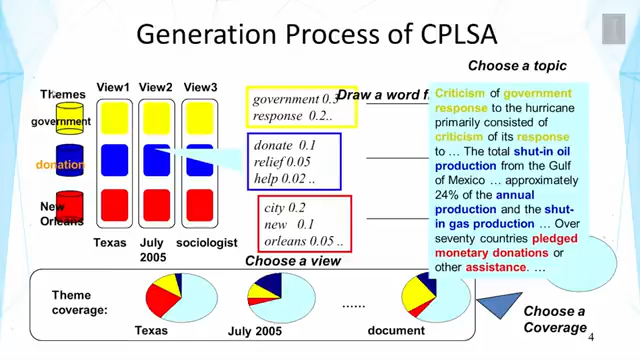 Generation Process of CPLSA
Choose a topic
Themes
View1 View2 View3
government
donation
New
Orleans
Texas
July
2005
sociologist
government 0.3
response 0.2..
Draw a word
donate 0.1
relief 0.05
help 0.02 ..
city 0.2
new 0.1
orleans 0.05 ..
Choose a view
Criticism of government
response to the hurricane
primarily consisted of
criticism of its response
to … The total shut-in oil
production from the Gulf
of Mexico … approximately
24% of the annual
production and the shut-
in gas production … Over
seventy countries pledged
monetary donations or
other assistance. …
Theme
coverage:
Texas
July 2005
......
document
Choose a
Coverage
4